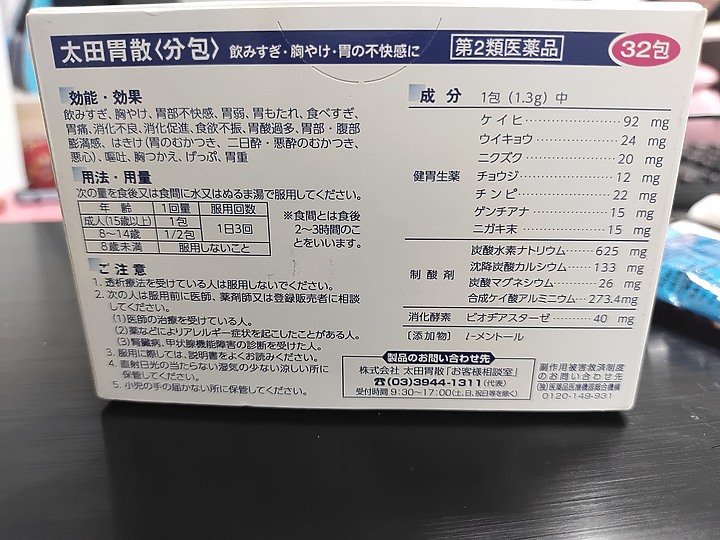 太田胃散〈分包〉 飲みすぎ・胸やけ・胃の不快感に 第2類医薬品 32包
効能・効果
飲みすぎ、胸やけ、胃部不快感、胃弱、胃もたれ、食べすぎ、
胃痛、消化不良、消化促進、食欲不振、胃酸過多、胃部・腹部
膨満感、はきけ(胃のむかつき、二日酔・悪酔のむかつき、
悪心)、嘔吐、胸つかえ、げっぷ、胃重
用法・用量
次の量を食後又は食間に水又はぬるま湯で服用してください。
年齢 1回量 服用回数
成人(15歳以上) 1包 1日3回
8〜14歳 1/2包
8歳未満 服用しないこと
※食間とは食後
2〜3時間のこ
とをいいます。
ご注意
1. 透析療法を受けている人は服用しないでください。
2. 次の人は服用前に医師、薬剤師又は登録販売者に相談
してください。
(1)医師の治療を受けている人。
(2)薬などによりアレルギー症状を起こしたことがある人。
(3)腎臓病、甲状腺機能障害の診断を受けた人。
3. 服用に際しては、説明書をよくお読みください。
4. 直射日光の当たらない湿気の少ない涼しい所に
保管してください。
5. 小児の手の届かない所に保管してください。
成分 1包(1.3g)中
健胃生薬
ケイヒ……92 mg
ウイキョウ……24 mg
ニクズク……20 mg
チョウジ……12 mg
チンピ……22 mg
ゲンチアナ……15 mg
ニガキ末……15 mg
制酸剤
炭酸水素ナトリウム……625 mg
沈降炭酸カルシウム……133 mg
炭酸マグネシウム……26 mg
合成ケイ酸アルミニウム……273.4mg
消化酵素 ビオヂアスターゼ……40 mg
〔添加物〕 l-メントール
製品のお問い合わせ先
株式会社 太田胃散「お客様相談室」
☎(03)3944-1311(代表)
受付時間 9:30〜17:00(土、日、祝日等を除く)
副作用被害救済制度
のお問い合わせ先
(独)医薬品医療機器総合機構
0120-149-931